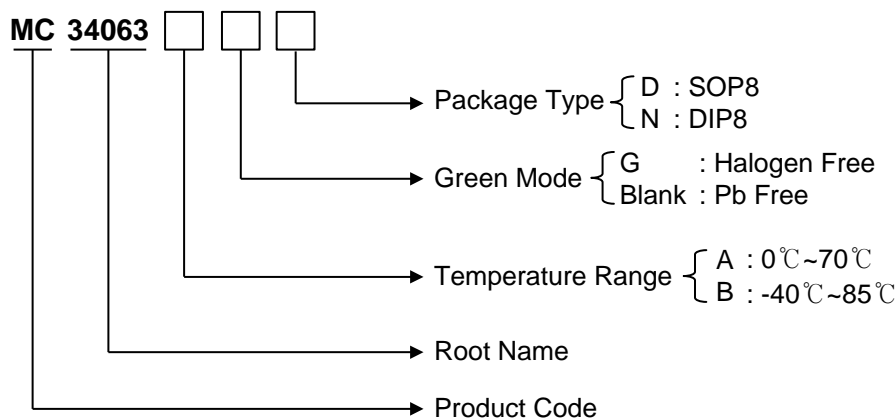 MC 34063
Package Type D : SOP8
N : DIP8
Green Mode G : Halogen Free
Blank : Pb Free
Temperature Range A : 0℃~70℃
B : -40℃~85℃
Root Name
Product Code